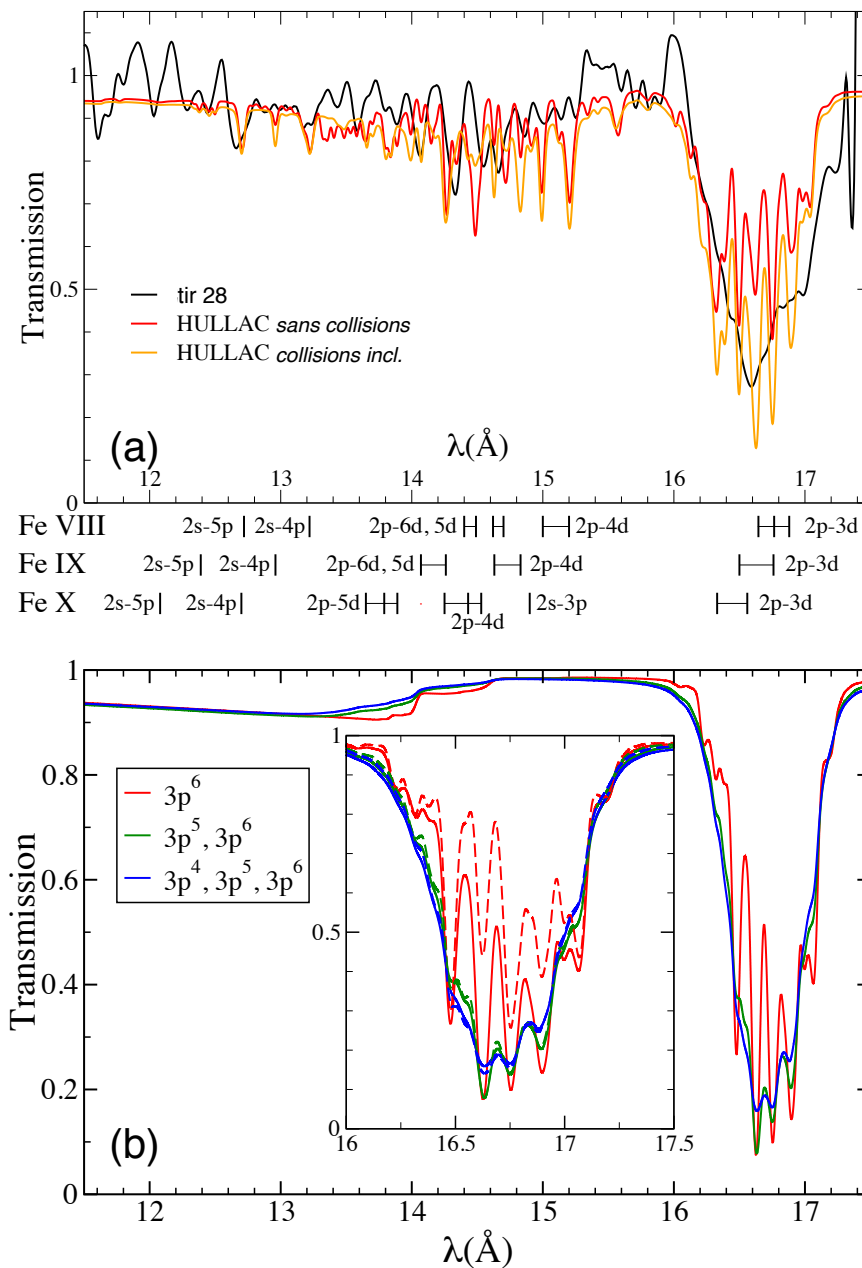 Transmission
1
0.5
0
tir 28
HULLAC sans collisions
HULLAC collisions incl.
(a)
λ(Å)
12 13 14 15 16 17
Fe VIII 2s-5p 2s-4p 2p-6d, 5d 2p-4d 2p-3d
Fe IX 2s-5p 2s-4p 2p-6d, 5d 2p-4d 2p-3d
Fe X 2s-5p 2s-4p 2p-5d 2p-4d 2s-3p 2p-3d
Transmission
1
0.8
0.6
0.4
0.2
0
3p⁶
3p⁵, 3p⁶
3p⁴, 3p⁵, 3p⁶
1
0.5
0
16 16.5 17 17.5
(b)
12 13 14 15 16 17
λ(Å)